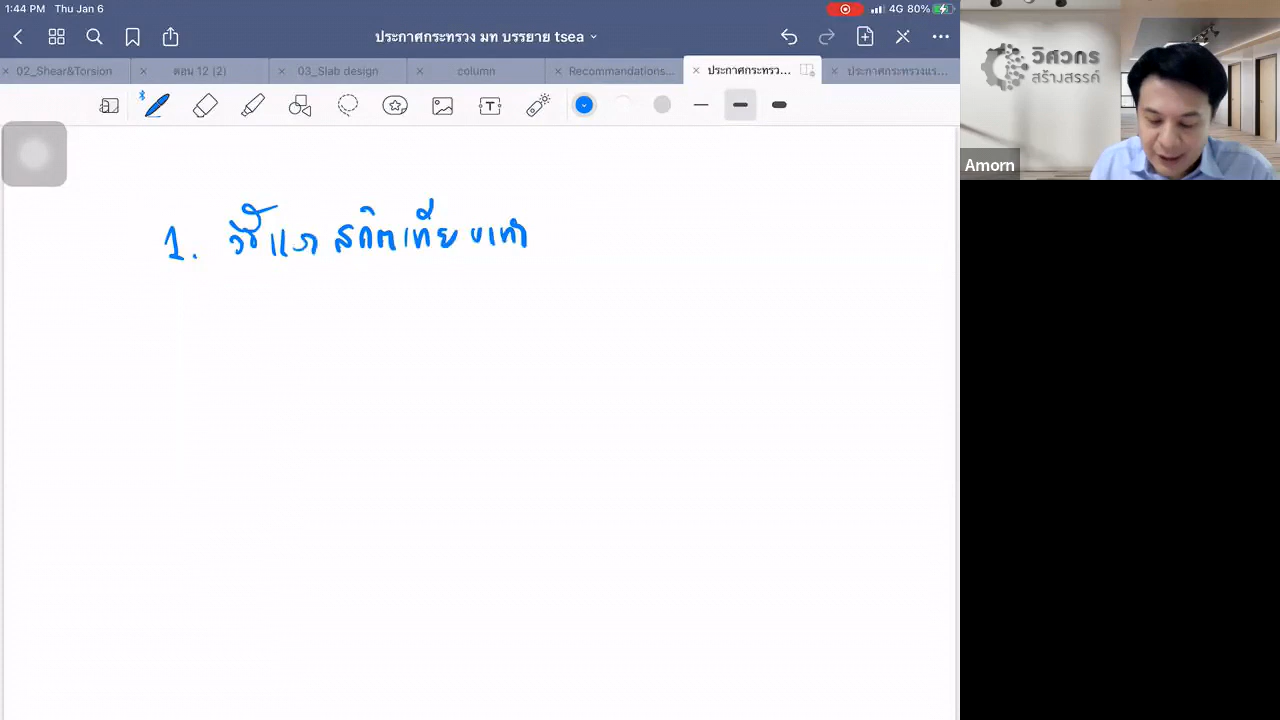 1:44 PM Thu Jan 6
4G 80%
ประกาศกระทรวง มท บรรยาย tsea
02_Shear&Torsion
ตอน 12 (2)
03_Slab design
column
Recommandations...
ประกาศกระทรว...
ประกาศกระทรวงแร...
วิศวกร
สร้างสรรค์
Amorn
1. วิธีแรงสถิตเทียบเท่า